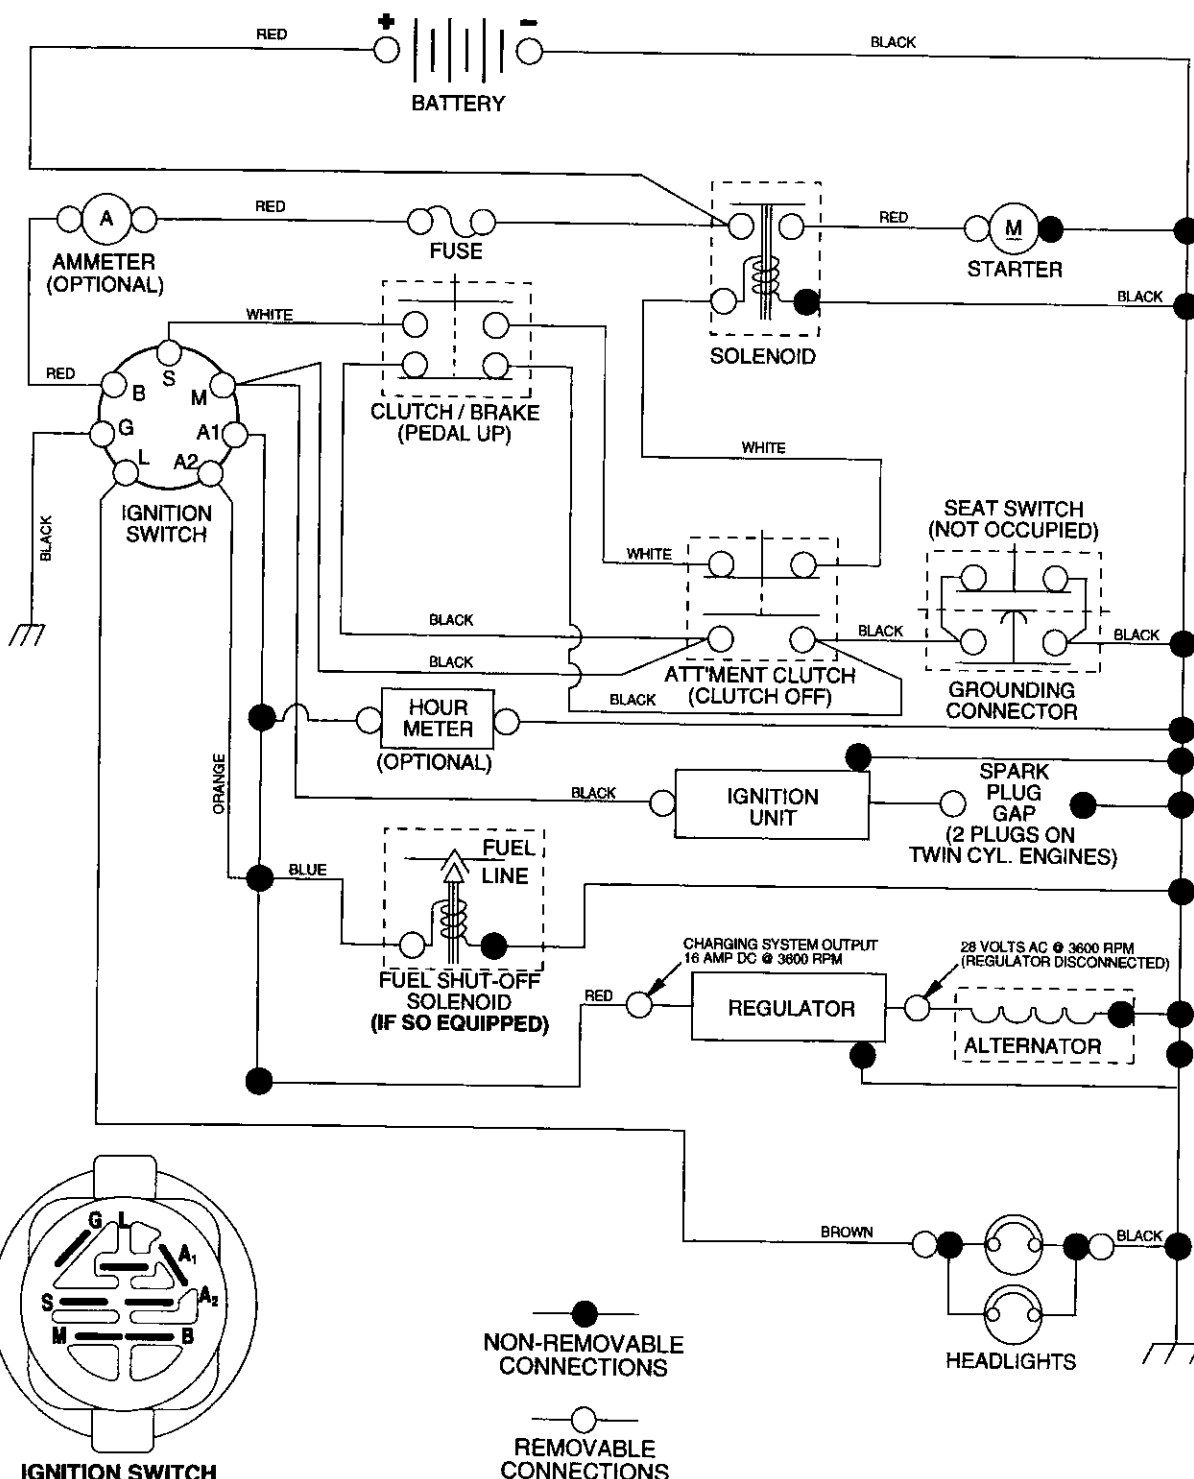 + -
RED
BLACK
BATTERY
A
RED
FUSE
RED
M
STARTER
AMMETER
(OPTIONAL)
BLACK
SOLENOID
WHITE
RED
S
B
M
G
A1
L
A2
IGNITION
SWITCH
CLUTCH / BRAKE
(PEDAL UP)
WHITE
BLACK
SEAT SWITCH
(NOT OCCUPIED)
WHITE
BLACK
BLACK
BLACK
BLACK
ATT'MENT CLUTCH
(CLUTCH OFF)
GROUNDING
CONNECTOR
BLACK
HOUR
METER
(OPTIONAL)
ORANGE
BLACK
IGNITION
UNIT
SPARK
PLUG
GAP
(2 PLUGS ON
TWIN CYL. ENGINES)
BLUE
FUEL
LINE
FUEL SHUT-OFF
SOLENOID
(IF SO EQUIPPED)
CHARGING SYSTEM OUTPUT
16 AMP DC @ 3600 RPM
28 VOLTS AC @ 3600 RPM
(REGULATOR DISCONNECTED)
RED
REGULATOR
ALTERNATOR
BROWN
BLACK
HEADLIGHTS
G L
A1
S A2
M B
IGNITION SWITCH
NON-REMOVABLE
CONNECTIONS
REMOVABLE
CONNECTIONS